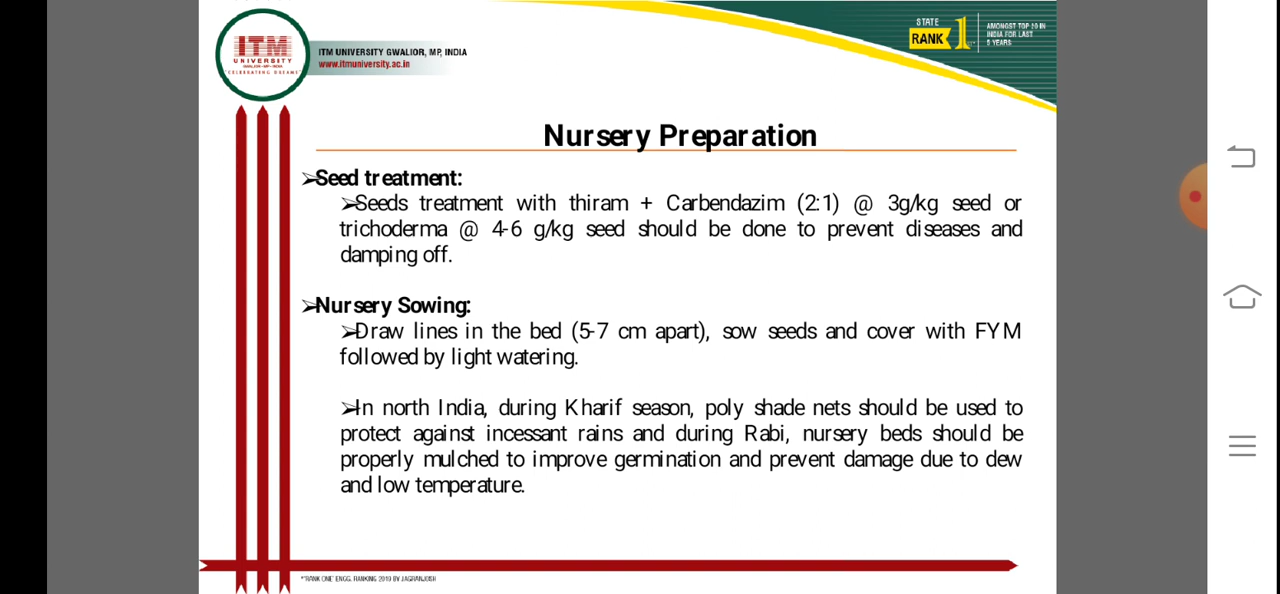 ITM
UNIVERSITY
GWALIOR • MP • INDIA
"CELEBRATING DREAMS"
ITM UNIVERSITY GWALIOR, MP, INDIA
www.itmuniversity.ac.in
STATE
RANK 1
AMONGST TOP 10 IN
INDIA FOR LAST
5 YEARS
Nursery Preparation
➢Seed treatment:
➢Seeds treatment with thiram + Carbendazim (2:1) @ 3g/kg seed or
trichoderma @ 4-6 g/kg seed should be done to prevent diseases and
damping off.
➢Nursery Sowing:
➢Draw lines in the bed (5-7 cm apart), sow seeds and cover with FYM
followed by light watering.
➢In north India, during Kharif season, poly shade nets should be used to
protect against incessant rains and during Rabi, nursery beds should be
properly mulched to improve germination and prevent damage due to dew
and low temperature.
*"RANK ONE" ENGG. RANKING 2019 BY JAGRANJOSH